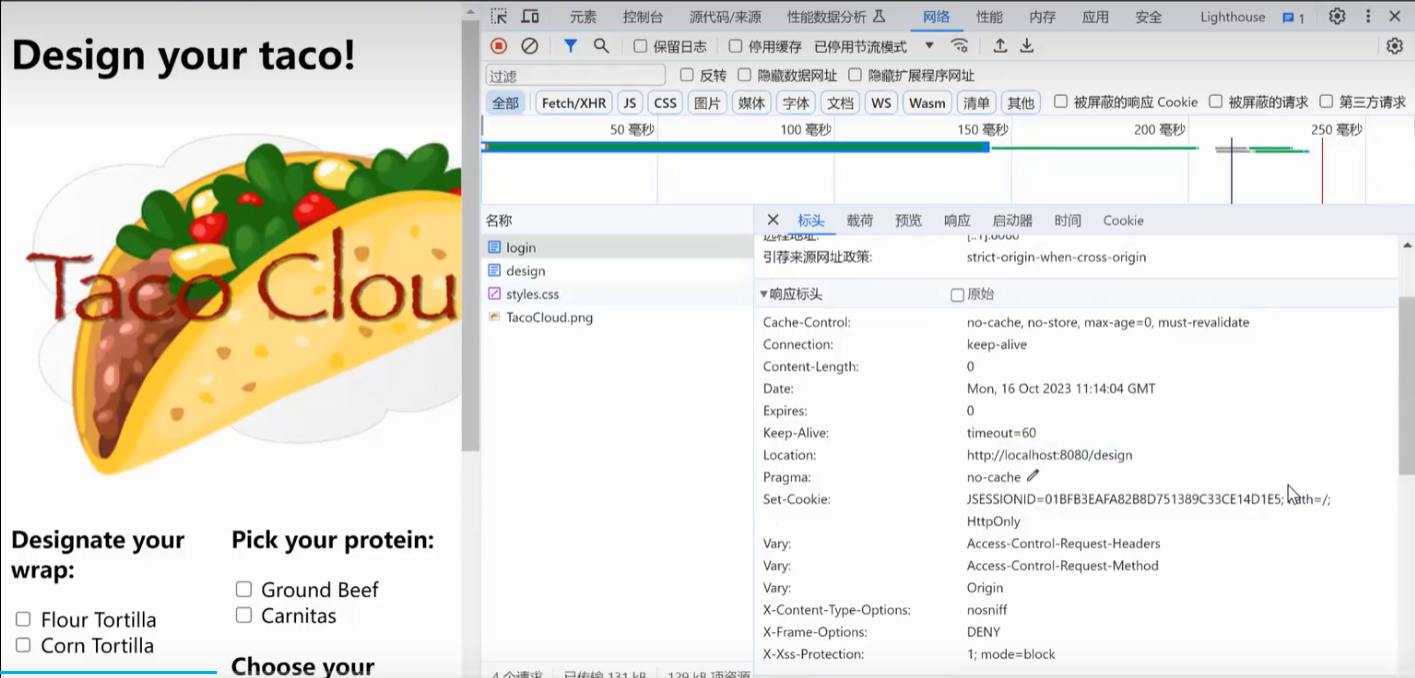 Design your taco!
Taco Clou
Designate your
wrap:
Flour Tortilla
Corn Tortilla
Pick your protein:
Ground Beef
Carnitas
Choose your
元素 控制台 源代码/来源 性能数据分析 网络 性能 内存 应用 安全 Lighthouse 1
保留日志 停用缓存 已停用节流模式
过滤 反转 隐藏数据网址 隐藏扩展程序网址
全部 Fetch/XHR JS CSS 图片 媒体 字体 文档 WS Wasm 清单 其他 被屏蔽的响应 Cookie 被屏蔽的请求 第三方请求
50 毫秒 100 毫秒 150 毫秒 200 毫秒 250 毫秒
名称
login
design
styles.css
TacoCloud.png
4 个请求 已传输 131 kB 129 kB 项资源
标头 载荷 预览 响应 启动器 时间 Cookie
远程地址: [::1]:8080
引荐来源网址政策: strict-origin-when-cross-origin
响应标头 原始
Cache-Control: no-cache, no-store, max-age=0, must-revalidate
Connection: keep-alive
Content-Length: 0
Date: Mon, 16 Oct 2023 11:14:04 GMT
Expires: 0
Keep-Alive: timeout=60
Location: http://localhost:8080/design
Pragma: no-cache
Set-Cookie: JSESSIONID=01BFB3EAFA82B8D751389C33CE14D1E5; Path=/;
HttpOnly
Vary: Access-Control-Request-Headers
Vary: Access-Control-Request-Method
Vary: Origin
X-Content-Type-Options: nosniff
X-Frame-Options: DENY
X-Xss-Protection: 1; mode=block